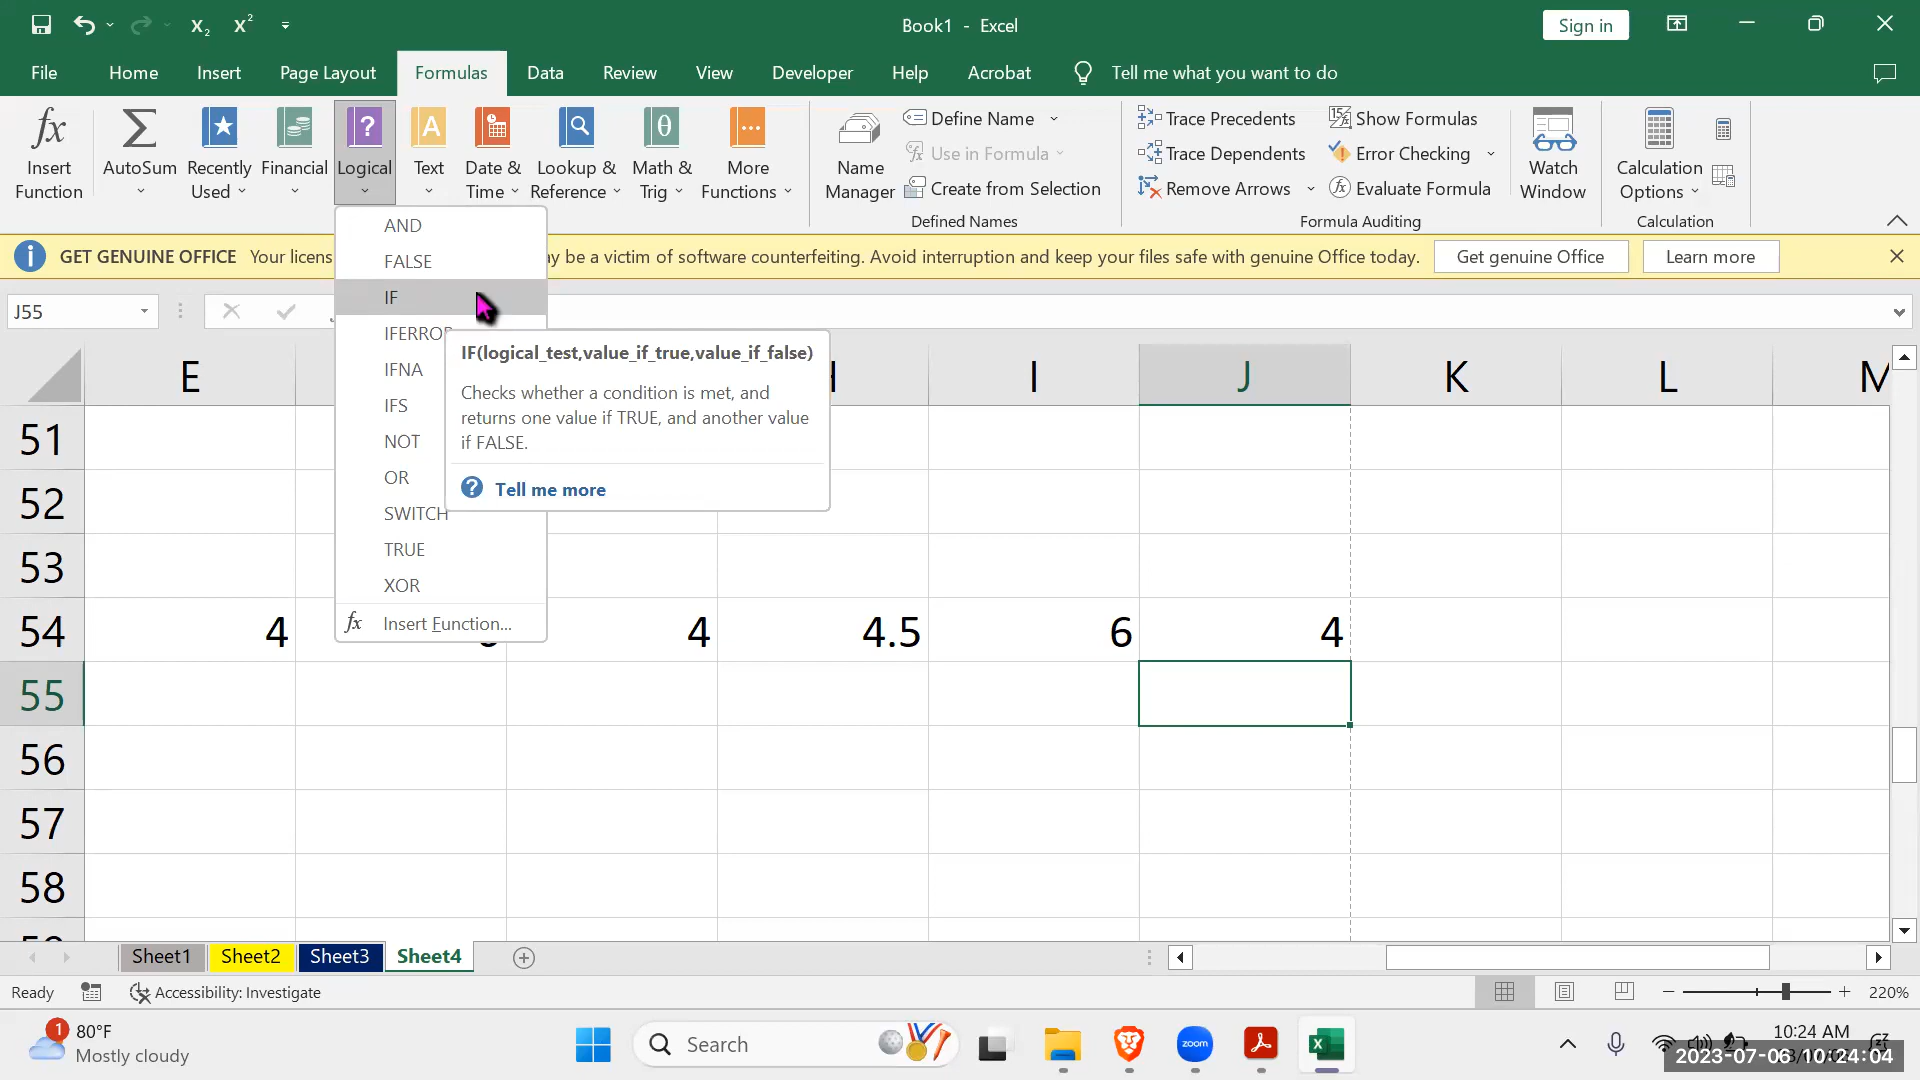 X2 X2
Book1 - Excel
Sign in
File Home Insert Page Layout Formulas Data Review View Developer Help Acrobat Tell me what you want to do
Insert Function
AutoSum
Recently Used
Financial
Logical
Text
Date & Time
Lookup & Reference
Math & Trig
More Functions
Name Manager
Define Name
Use in Formula
Create from Selection
Defined Names
Trace Precedents
Trace Dependents
Remove Arrows
Show Formulas
Error Checking
Evaluate Formula
Formula Auditing
Watch Window
Calculation Options
Calculation
GET GENUINE OFFICE Your licens
ay be a victim of software counterfeiting. Avoid interruption and keep your files safe with genuine Office today.
Get genuine Office
Learn more
J55
AND
FALSE
IF
IFERROR
IFNA
IFS
NOT
OR
SWITCH
TRUE
XOR
fx Insert Function...
IF(logical_test,value_if_true,value_if_false)
Checks whether a condition is met, and
returns one value if TRUE, and another value
if FALSE.
Tell me more
E H I J K L M
51
52
53
54 4 4 4.5 6 4
55
56
57
58
Sheet1 Sheet2 Sheet3 Sheet4
Ready Accessibility: Investigate
220%
1 80°F
Mostly cloudy
Search
zoom
10:24 AM
2023-07-06 10:24:04